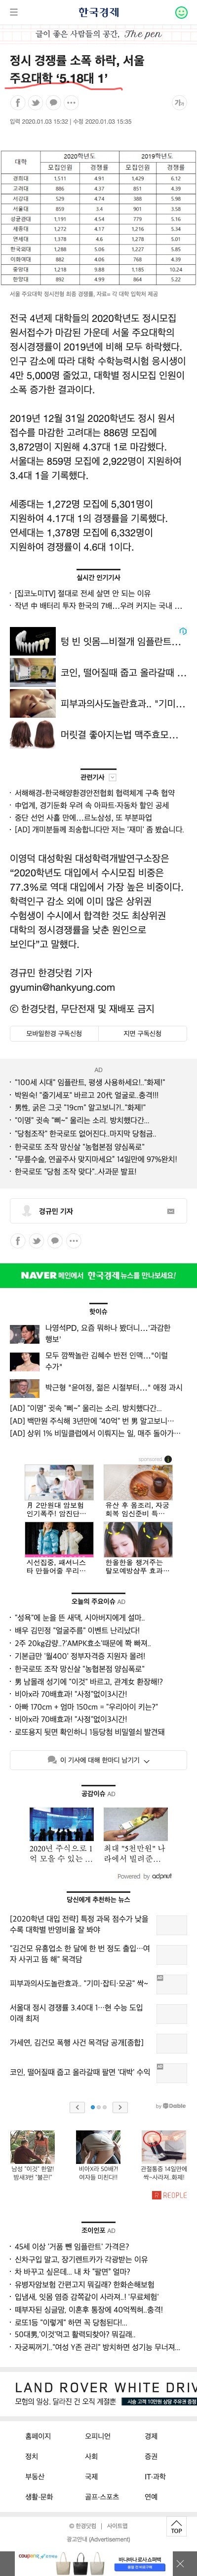 한국경제
글이 좋은 사람들의 공간, The pen
정시 경쟁률 소폭 하락, 서울
주요대학 ‘5.18대 1’
가
입력 2020.01.03 15:32 | 수정 2020.01.03 15:35
대학 2020학년도 2019학년도
모집인원 경쟁률 모집인원 경쟁률
경희대 1,511 4.91 1,429 6.12
고려대 886 4.37 851 4.39
서강대 529 4.74 388 5.98
서울대 859 3.4 901 3.58
성균관대 1,191 4.54 779 5.16
세종대 1,272 4.17 1,216 5.34
연세대 1,378 4.6 1,278 5.01
한국외대 1,288 5.06 1,227 5.85
이화여대 882 4.06 768 4.39
중앙대 1,218 9.88 1,185 10.24
한양대 892 4.99 864 5.22
서울 주요대학 정시전형 최종 경쟁률, 자료= 각 대학 입학처 제공
전국 4년제 대학들의 2020학년도 정시모집
원서접수가 마감된 가운데 서울 주요대학의
정시경쟁률이 2019년에 비해 모두 하락했다.
인구 감소에 따라 대학 수학능력시험 응시생이
4만 5,000명 줄었고, 대학별 정시모집 인원이
소폭 증가한 결과이다.
2019년 12월 31일 2020학년도 정시 원서
접수를 마감한 고려대는 886명 모집에
3,872명이 지원해 4.37대 1로 마감했다.
서울대는 859명 모집에 2,922명이 지원하여
3.4대 1을 기록했다.
세종대는 1,272명 모집에 5,301명이
지원하여 4.17대 1의 경쟁률을 기록했다.
연세대는 1,378명 모집에 6,332명이
지원하여 경쟁률이 4.6대 1이다.
실시간 인기기사
[집코노미TV] 절대로 전세 살면 안 되는 이유
작년 中 배터리 투자 한국의 7배…우려 커지는 국내 ...
텅 빈 잇몸―비절개 임플란트...
코인, 떨어질때 줍고 올라갈때 ...
피부과의사도놀란효과.. "기미...
머릿결 좋아지는법 맥주효모...
관련기사
서해해경-한국해양환경안전협회 협력체계 구축 협약
中업계, 경기둔화 우려 속 아파트·자동차 할인 공세
중단 선언 사흘 만에…르노삼성, 또 부분파업
[AD] 개미분들께 죄송합니다만 저는 '재미' 좀 봤습니다.
이영덕 대성학원 대성학력개발연구소장은
“2020학년도 대입에서 수시모집 비중은
77.3%로 역대 대입에서 가장 높은 비중이다.
학력인구 감소 외에 이미 많은 상위권
수험생이 수시에서 합격한 것도 최상위권
대학의 정시경쟁률을 낮춘 원인으로
보인다”고 말했다.
경규민 한경닷컴 기자
gyumin@hankyung.com
ⓒ 한경닷컴, 무단전재 및 재배포 금지
모바일한경 구독신청 지면 구독신청
AD
"100세 시대" 임플란트, 평생 사용하세요!.."화제!"
박원숙! "줄기세포" 바르고 20代 얼굴로..충격!!!
男性, 굵은 그곳 "19cm" 알고보니?!.."화제!"
"이명" 귓속 "삐~" 울리는 소리. 방치했다간...
"당첨조작" 한국로또 없어진다..마지막 당첨금..
한국로또 조작 망신살 "농협본점 양심폭로"
"무릎수술, 연골주사 맞지마세요" 14일만에 97%완치!
한국로또 "당첨 조작 맞다"..사과문 발표!
경규민 기자
NAVER 메인에서 한국경제 뉴스를 만나보세요!
핫이슈
나영석PD, 요즘 뭐하나 봤더니…'과감한
행보'
모두 깜짝놀란 김혜수 반전 인맥…"이럴
수가"
박근형 "윤여정, 젊은 시절부터…" 애정 과시
[AD] "이명" 귓속 "삐~" 울리는 소리. 방치했다간...
[AD] 백만원 주식해 3년만에 "40억" 번 男 알고보니…
[AD] 상위 1% 비밀클럽에서 이뤄지는 일, 매주 돌아가…
月 2만원대 암보험
인기폭주! 암진단…
유산 후 몸조리, 자궁
회복 임신준비 특…
시선집중, 패셔니스
타 만들어줄 우리…
한올한올 챙겨주는
탈모예방샴푸 효과…
오늘의 주요이슈 AD
"성욕"에 눈을 뜬 새댁, 시아버지에게 설마..
배우 김민정 "얼굴주름" 이벤트 난리났다!
2주 20kg감량..?'AMPK효소'때문에 쫙 빠져..
기본급만 '월400' 정부자격증 지원자 몰려!
한국로또 조작 망신살 "농협본점 양심폭로"
男 남몰래 성기에 "이것" 바르고, 관계女 환장해!?
비아x라 70배효과! "사정"없이3시간!
아빠 170cm + 엄마 150cm = "우리아이 키는?"
비아x라 70배효과! "사정"없이3시간!
로또용지 뒷면 확인하니 1등당첨 비밀열쇠 발견돼
이 기사에 대해 한마디 남기기
공감이슈 AD
2020년 주식으로 1
억 모을 수 있는 ...
최대 "5천만원" 나
라에서 빌려준...
Powered by adpnut
당신에게 추천하는 뉴스
[2020학년 대입 전략] 특정 과목 점수가 낮을
수록 대학별 반영비율 잘 봐야
"김건모 유흥업소 한 달에 한 번 정도 출입…여
자 사귀고 뜸 해" 목격담
피부과의사도놀란효과.. "기미·잡티·모공" 싹~
서울대 정시 경쟁률 3.40대 1…현 수능 도입
이래 최저
가세연, 김건모 폭행 사건 목격담 공개[종합]
코인, 떨어질때 줍고 올라갈때 팔면 '대박' 수익
by Dable
남성 "이것" 한알!
밤새3번 "불끈!"
비아X라 50배?!
여자들 미친다!!
관절통증 14일만에
싹~사라져..화제!
REOPLE
조이인포 AD
45세 이상 '거품 뺀 임플란트' 가격은?
신차구입 말고, 장기렌트카가 각광받는 이유
차 바꾸고 싶은데... 내 차 "팔면" 얼마?
유병자암보험 간편고지 뭐길래? 한화손해보험
입냄새, 잇몸 염증 감쪽같이 사라져..! '무료체험'
떼부자된 싱글맘, 이혼후 통장에 40억찍혀..충격!
로또1등 "이렇게" 하면 꼭 당첨된다!...
50대男,'이것'먹고 활력되찾아? 뭐길래..
자궁찌꺼기.."여성 Y존 관리" 방치하면 성기능 무너져...
LAND ROVER WHITE DRIV
보험의 일상. 달라진 건 오직 계절뿐 시승 고객 10만원 상당 주유권 증정
홈페이지 오피니언 경제
정치 사회 증권
부동산 국제 IT·과학
생활·문화 골프·스포츠 연예
© 한경닷컴 | 사이트맵
광고안내 (Advertisement)
TOP
coupang